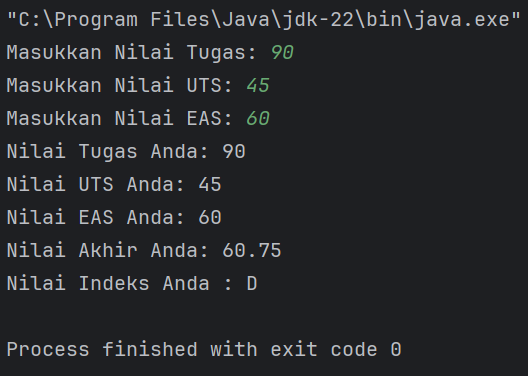 "C:\Program Files\Java\jdk-22\bin\java.exe"
Masukkan Nilai Tugas: 90
Masukkan Nilai UTS: 45
Masukkan Nilai EAS: 60
Nilai Tugas Anda: 90
Nilai UTS Anda: 45
Nilai EAS Anda: 60
Nilai Akhir Anda: 60.75
Nilai Indeks Anda : D
Process finished with exit code 0